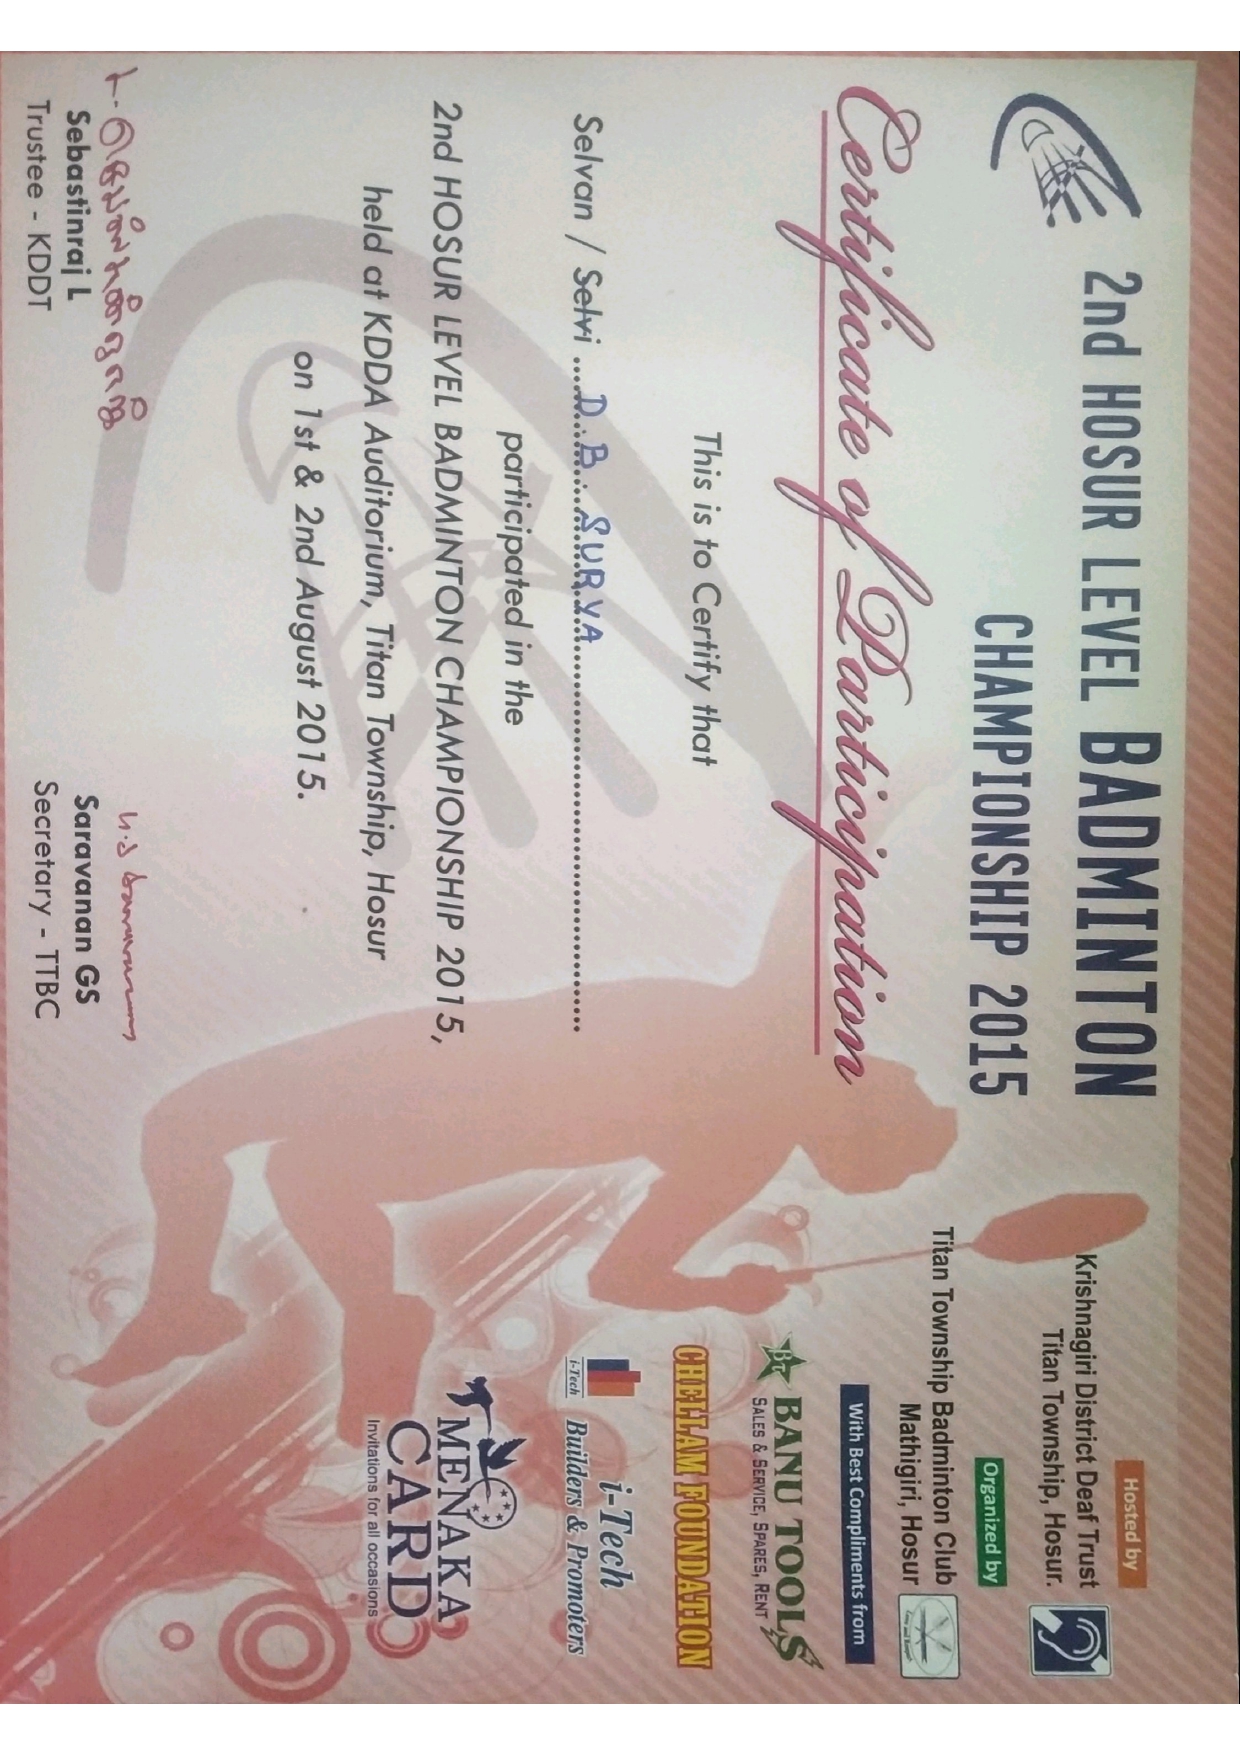 2nd HOSUR LEVEL BADMINTON
CHAMPIONSHIP 2015
Certificate of Participation
This is to Certify that
Selvan / Selvi ....D..B....SURYA....
participated in the
2nd HOSUR LEVEL BADMINTON CHAMPIONSHIP 2015,
held at KDDA Auditorium, Titan Township, Hosur
on 1st & 2nd August 2015.
Sebastinraj L
Trustee - KDDT
Saravanan GS
Secretary - TTBC
Hosted by
Krishnagiri District Deaf Trust
Titan Township, Hosur.
Organized by
Titan Township Badminton Club
Mathigiri, Hosur
With Best Compliments from
BT
BANU TOOLS
SALES & SERVICE, SPARES, RENT
CHELLAM FOUNDATION
i-Tech
i-Tech
Builders & Promoters
MENAKA
CARD
Invitations for all occasions